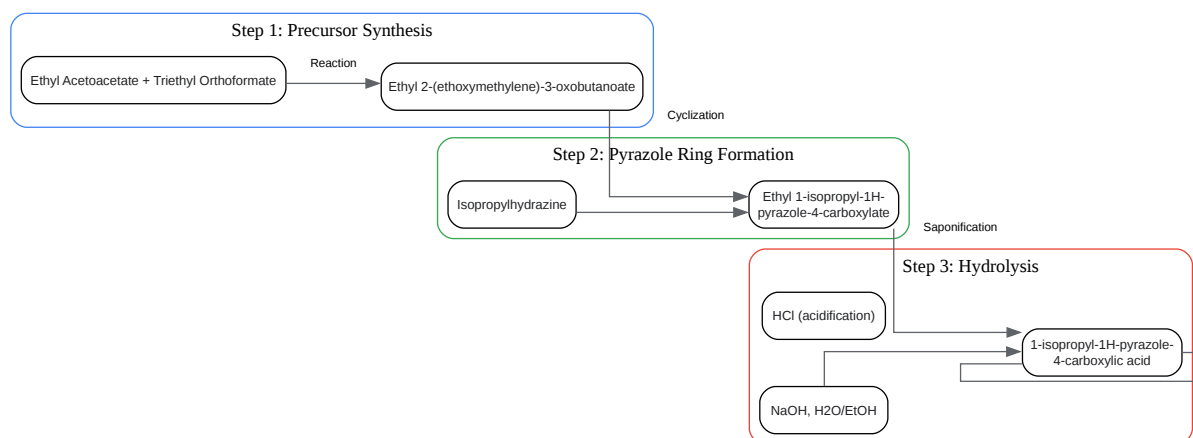 Step 1: Precursor Synthesis
Ethyl Acetoacetate + Triethyl Orthoformate
Reaction
Ethyl 2-(ethoxymethylene)-3-oxobutanoate
Cyclization
Step 2: Pyrazole Ring Formation
Isopropylhydrazine
Ethyl 1-isopropyl-1H-
pyrazole-4-carboxylate
Saponification
Step 3: Hydrolysis
HCl (acidification)
1-isopropyl-1H-pyrazole-
4-carboxylic acid
NaOH, H2O/EtOH